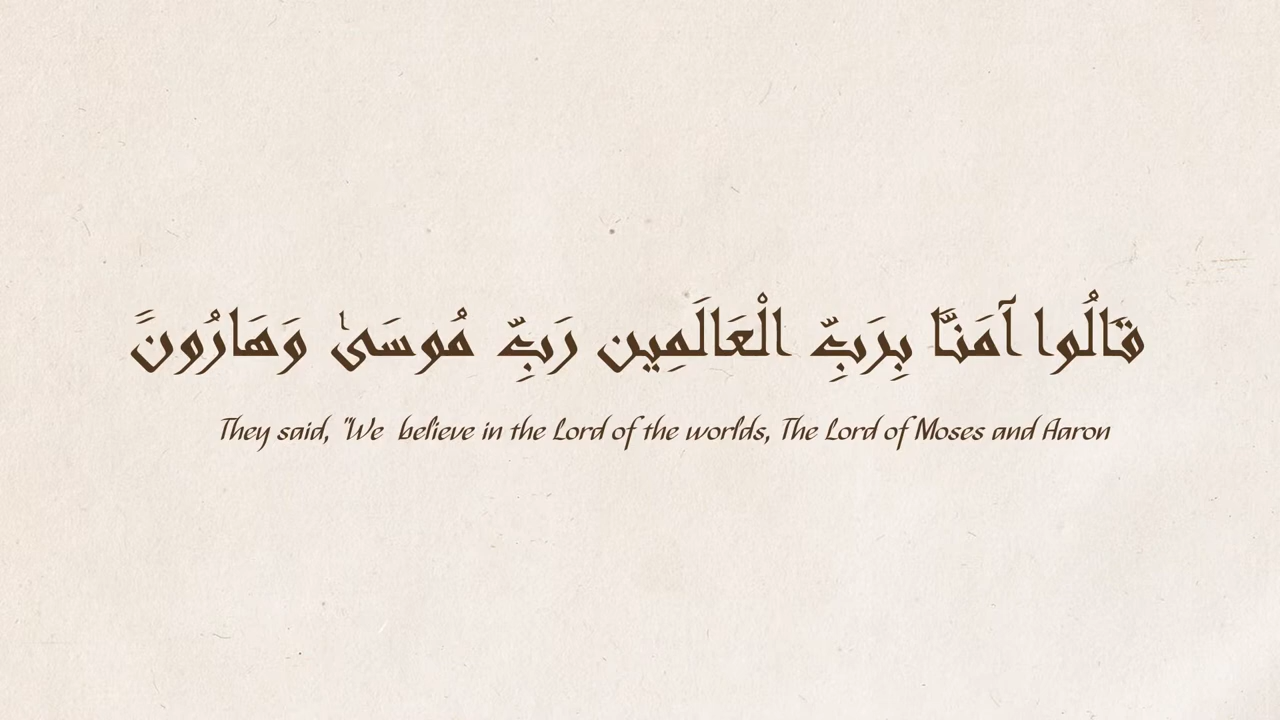 قَالُوا آمَنَّا بِرَبِّ الْعَالَمِين رَبِّ مُوسَىٰ وَهَارُونَ
They said, "We believe in the Lord of the worlds, The Lord of Moses and Aaron